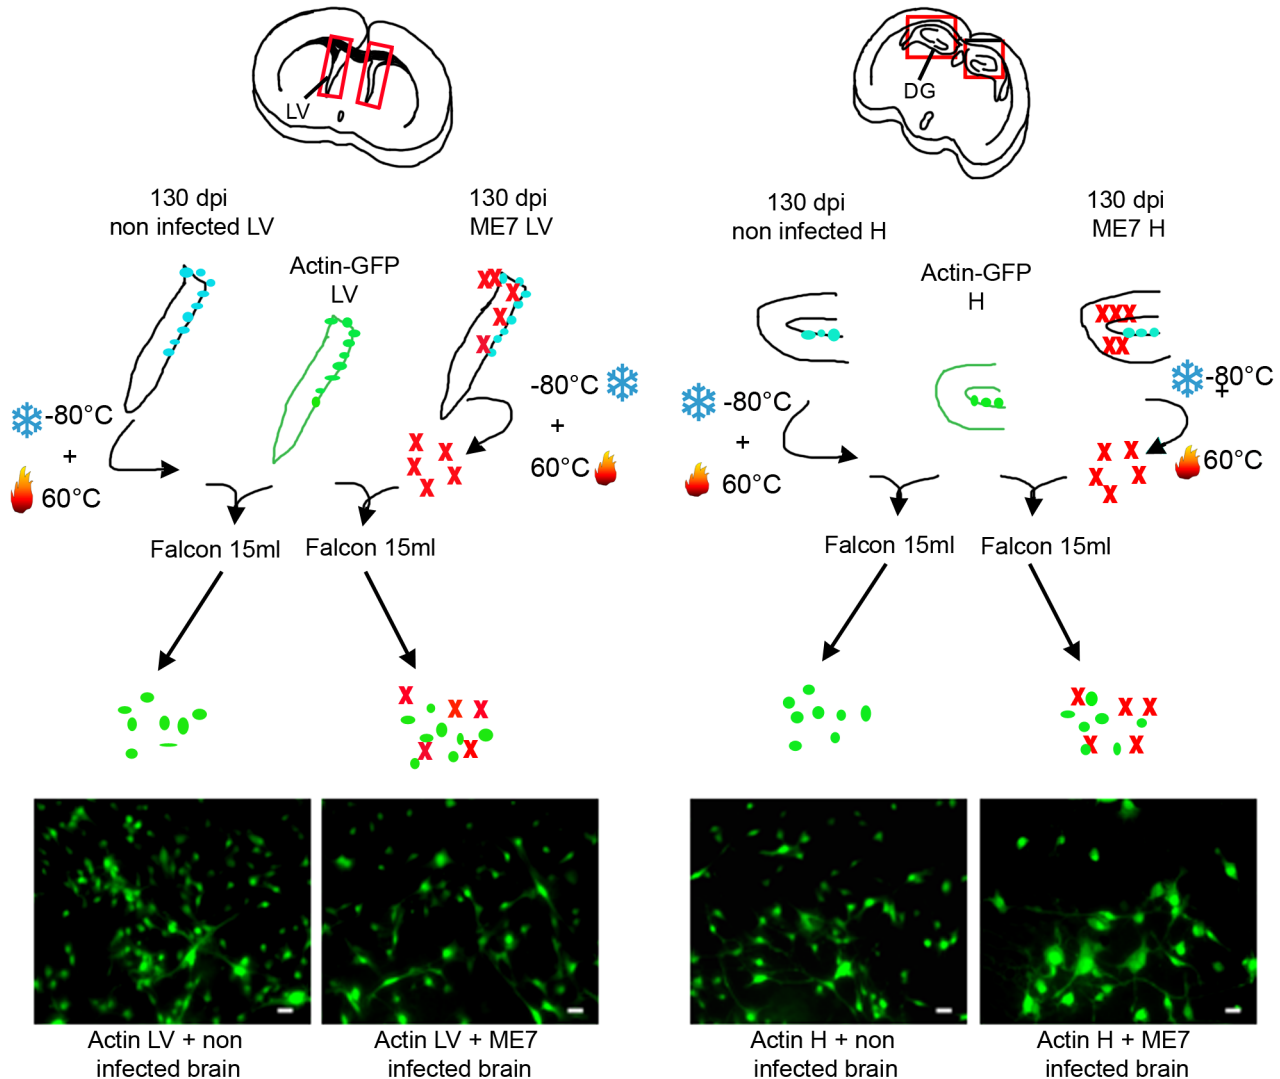 LV
DG
130 dpi
non infected LV
130 dpi
ME7 LV
Actin-GFP
LV
-80°C
+
60°C
-80°C
+
60°C
Falcon 15ml
Falcon 15ml
130 dpi
non infected H
130 dpi
ME7 H
Actin-GFP
H
-80°C
+
60°C
-80°C
+
60°C
Falcon 15ml
Falcon 15ml
Actin LV + non
infected brain
Actin LV + ME7
infected brain
Actin H + non
infected brain
Actin H + ME7
infected brain